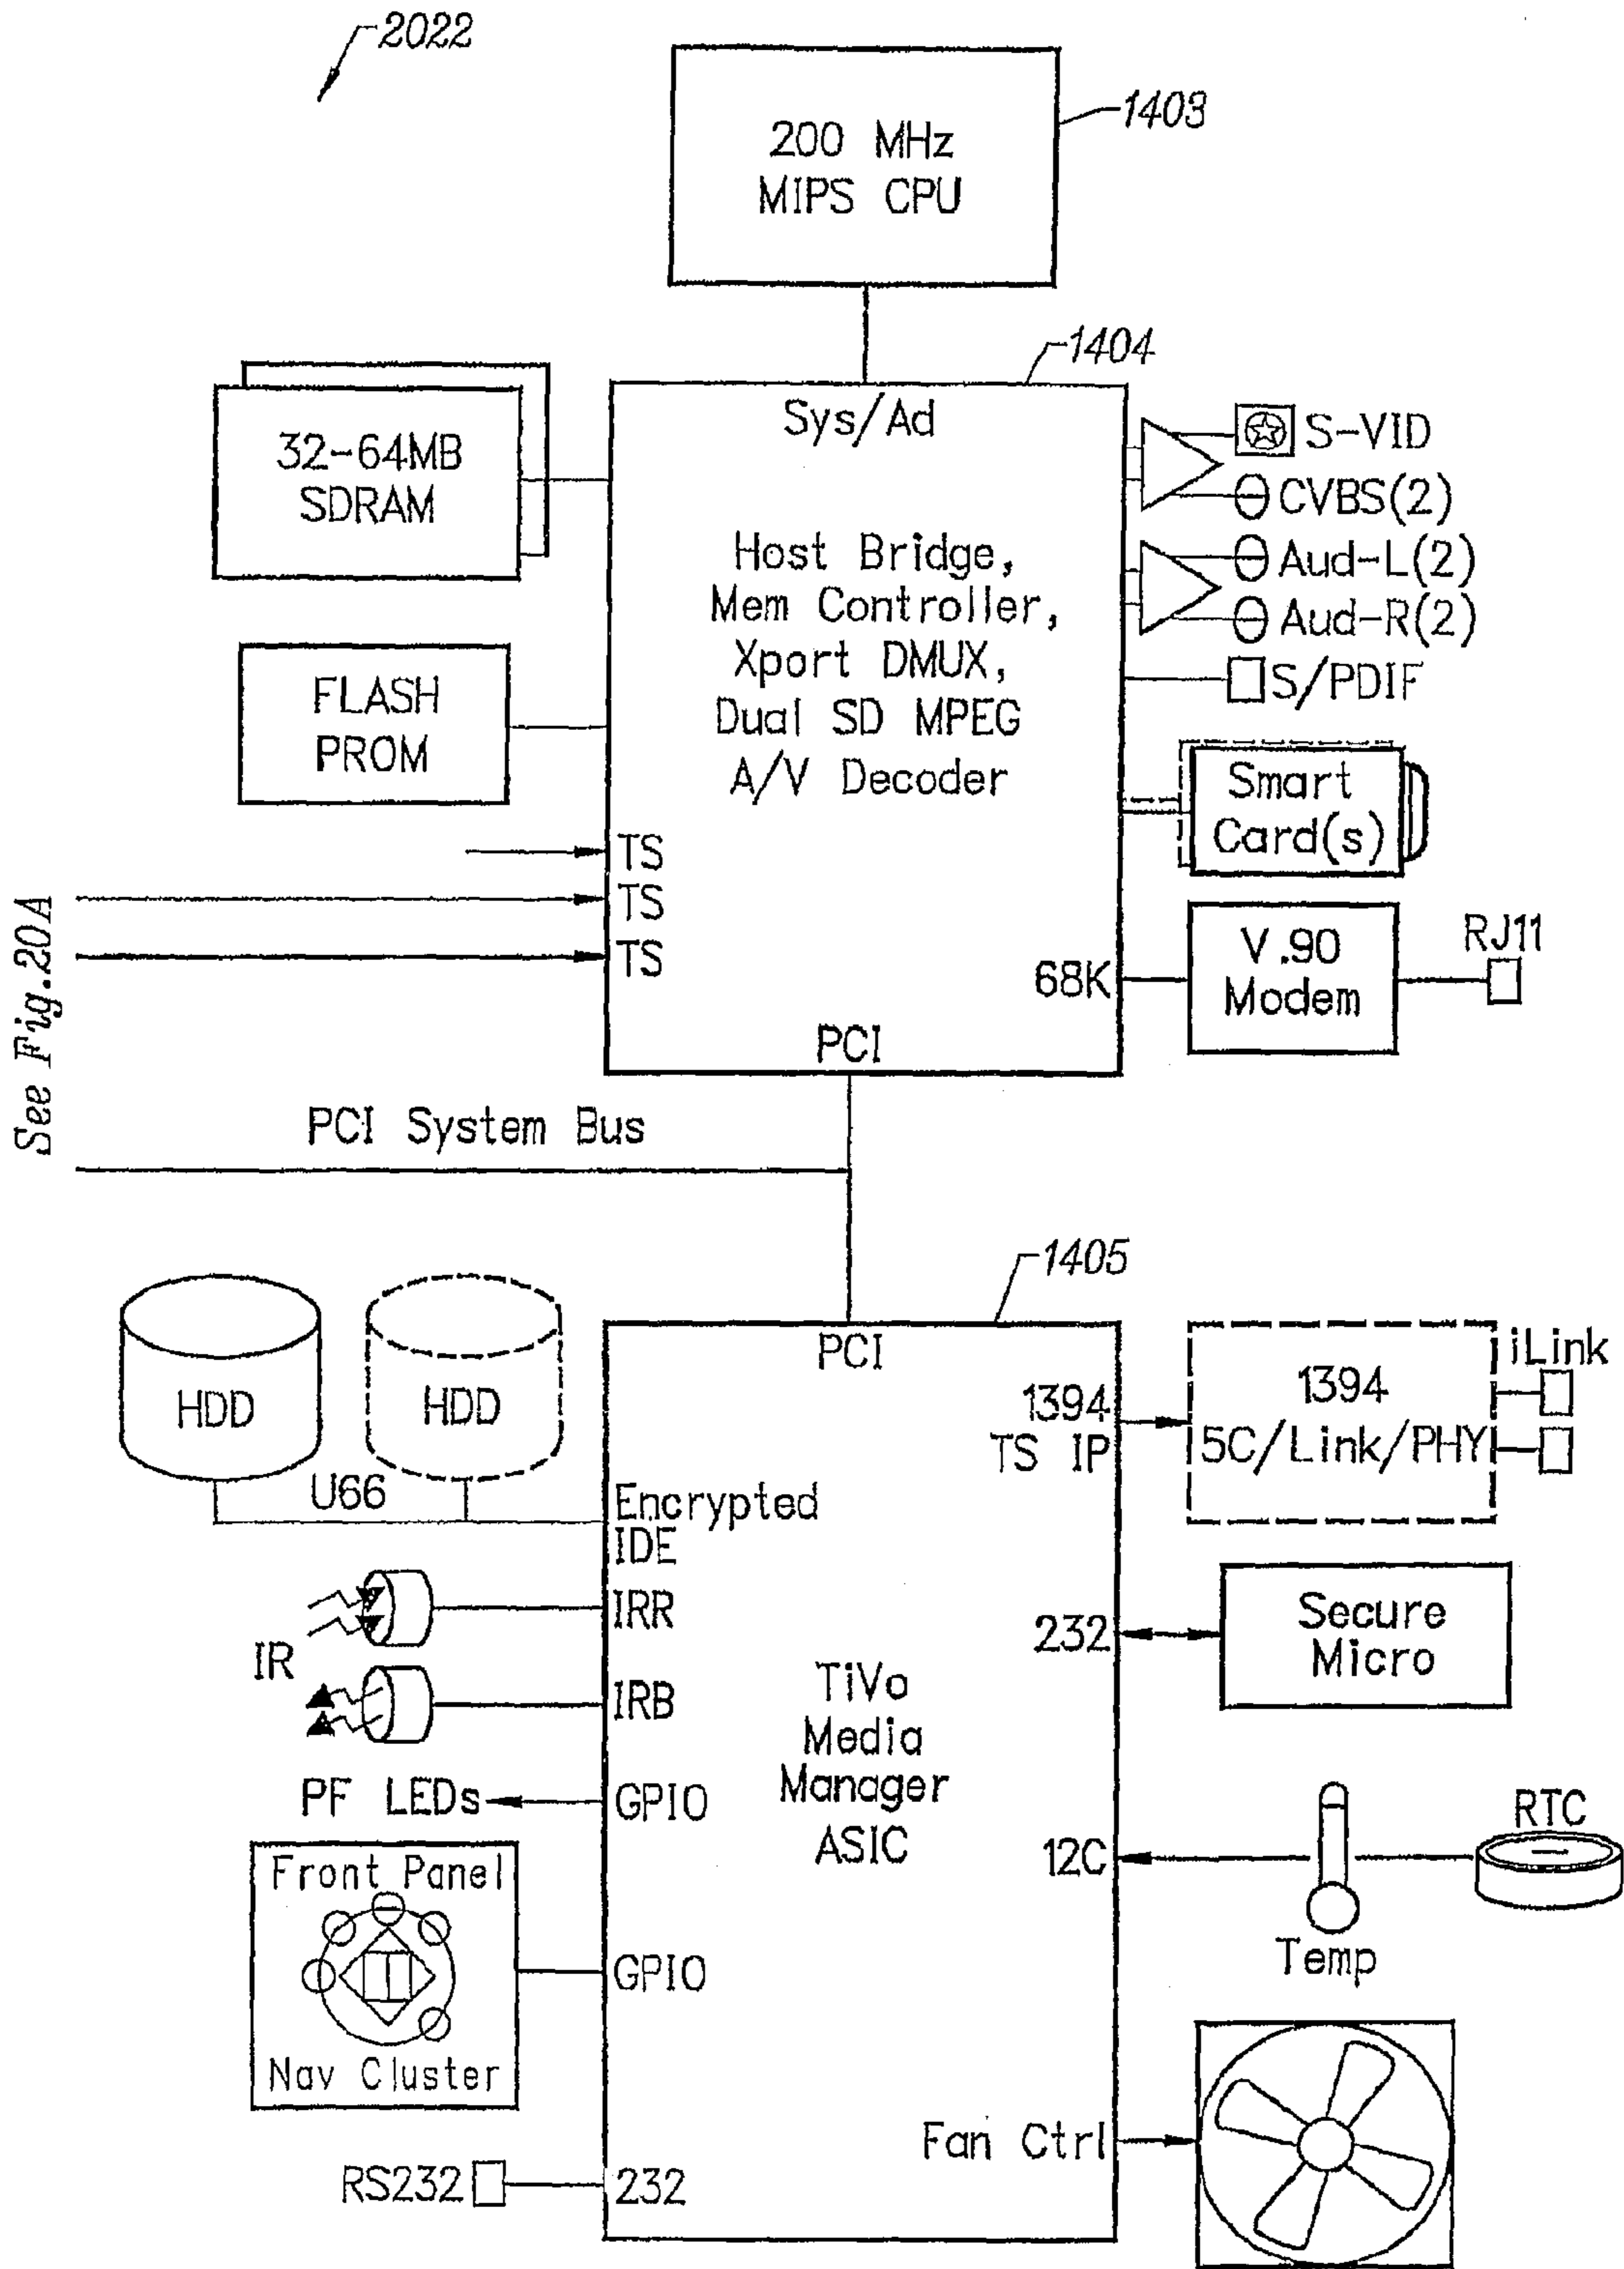 2022
200 MHz
MIPS CPU
1403
1404
Sys/Ad
32-64MB
SDRAM
Host Bridge,
Mem Controller,
Xport DMUX,
Dual SD MPEG
A/V Decoder
FLASH
PROM
TS
TS
TS
See Fig.20A
S-VID
CVBS(2)
Aud-L(2)
Aud-R(2)
S/PDIF
Smart
Card(s)
68K
V.90
Modem
RJ11
PCI
PCI System Bus
1405
PCI
HDD
HDD
U66
Encrypted
IDE
1394
TS IP
1394
5C/Link/PHY
iLink
IR
IRR
IRB
232
Secure
Micro
TiVo
Media
Manager
ASIC
PF LEDs
GPIO
12C
Temp
RTC
Front Panel
Nav Cluster
GPIO
Fan Ctrl
RS232
232